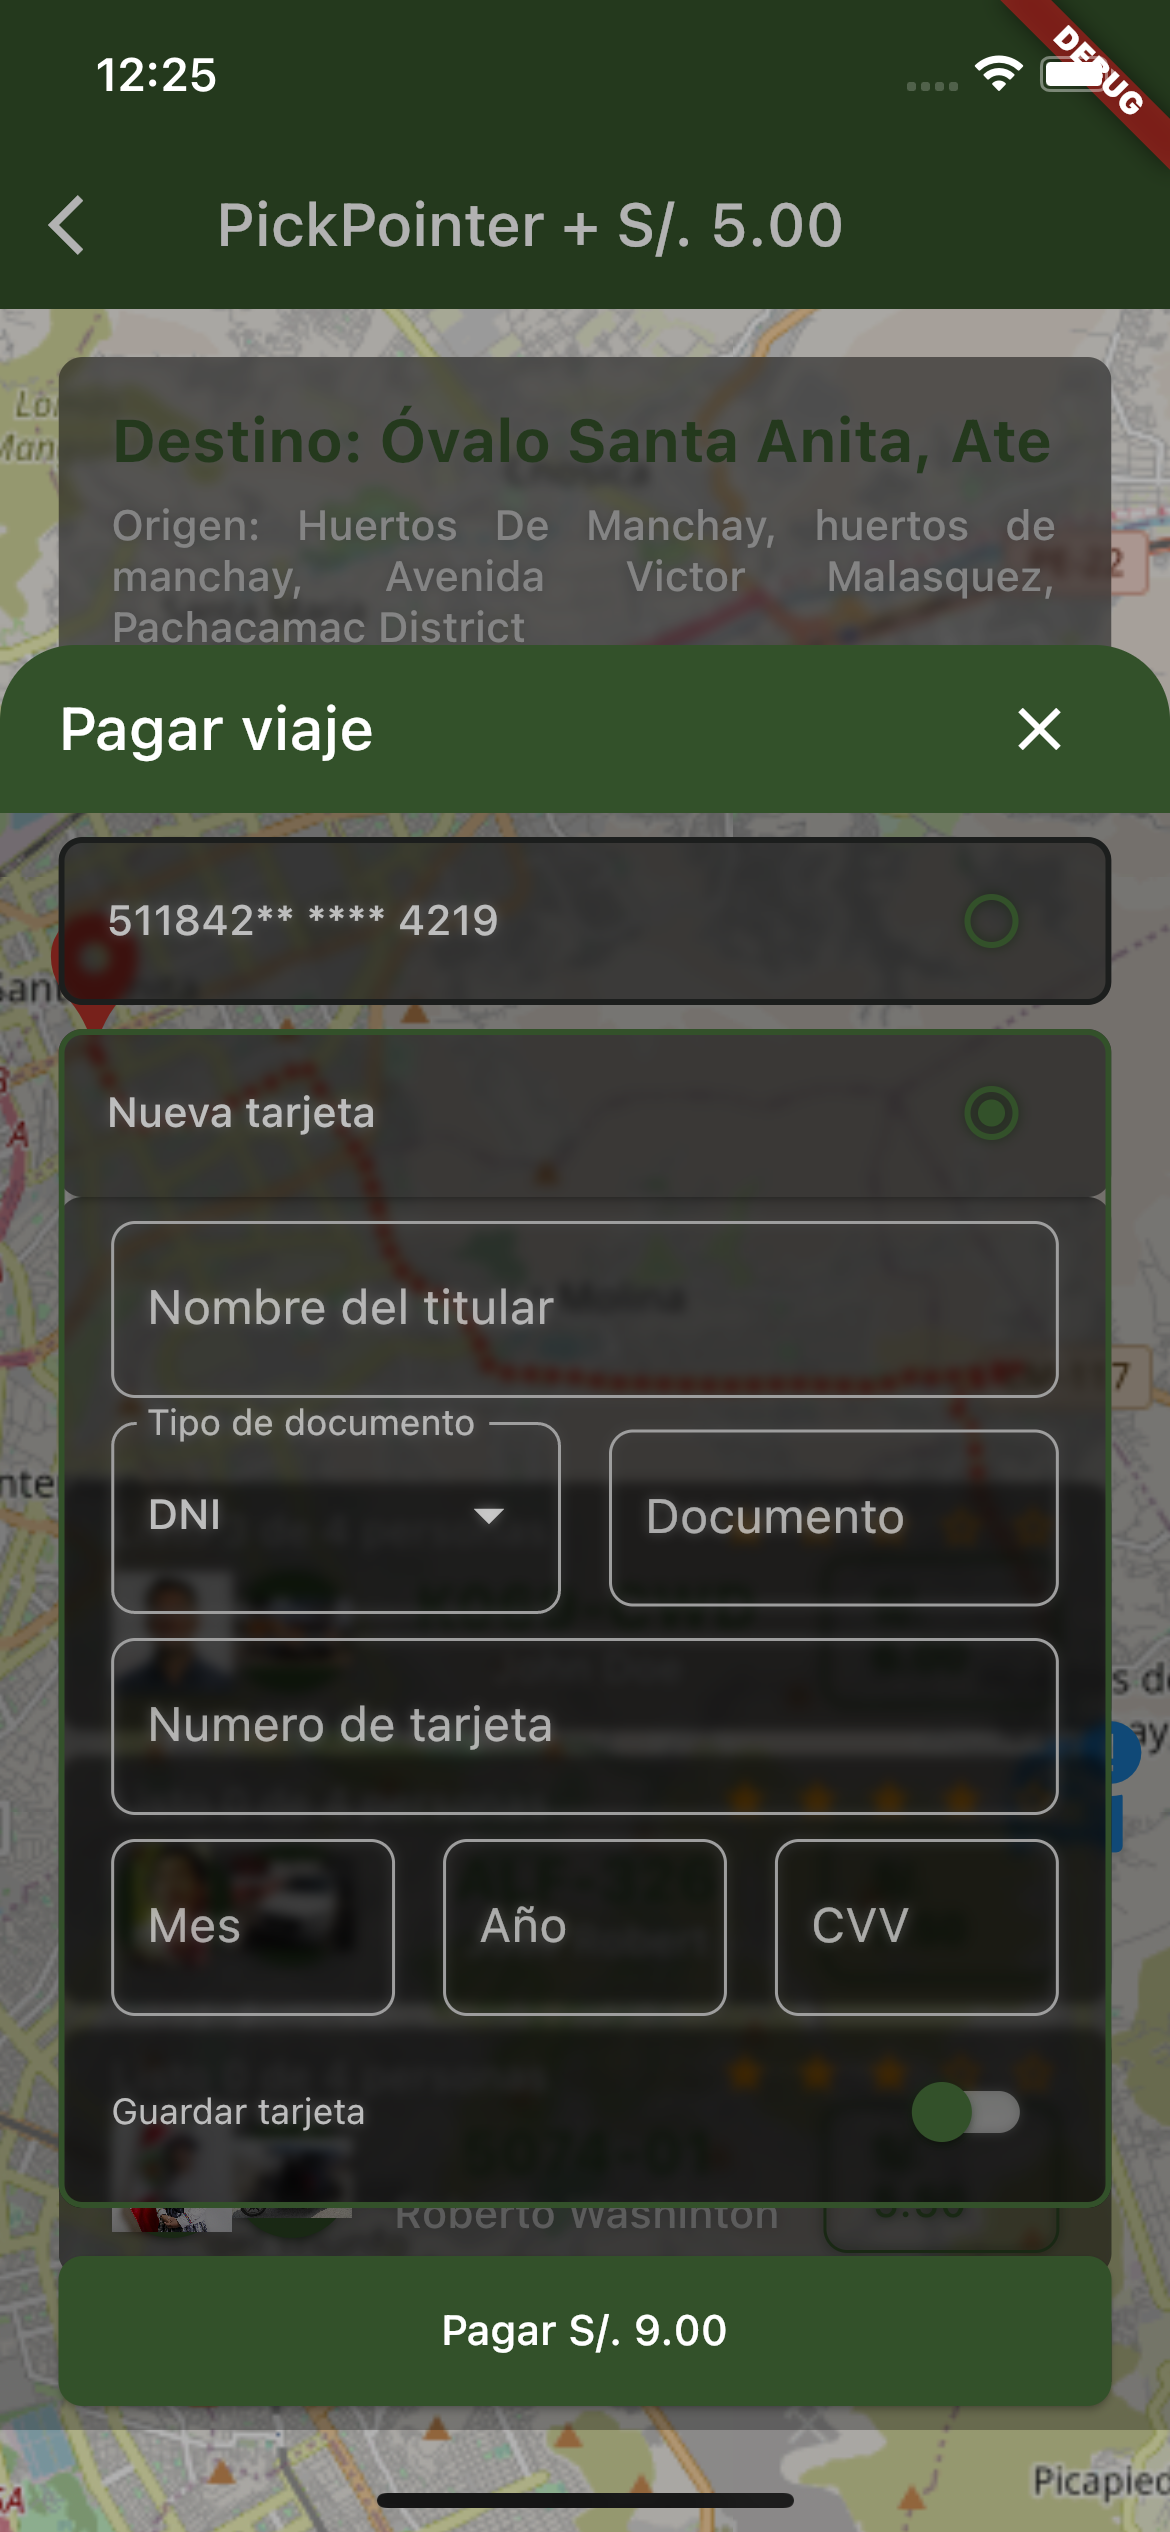 12:25
DEBUG
PickPointer + S/. 5.00
Destino: Óvalo Santa Anita, Ate
Origen: Huertos De Manchay, huertos de
manchay, Avenida Victor Malasquez,
Pachacamac District
Pagar viaje
511842** **** 4219
Nueva tarjeta
Nombre del titular
Molina
Tipo de documento
DNI
Documento
Numero de tarjeta
Mes
Año
CVV
Guardar tarjeta
Roberto Washinton
Pagar S/. 9.00
Picapied